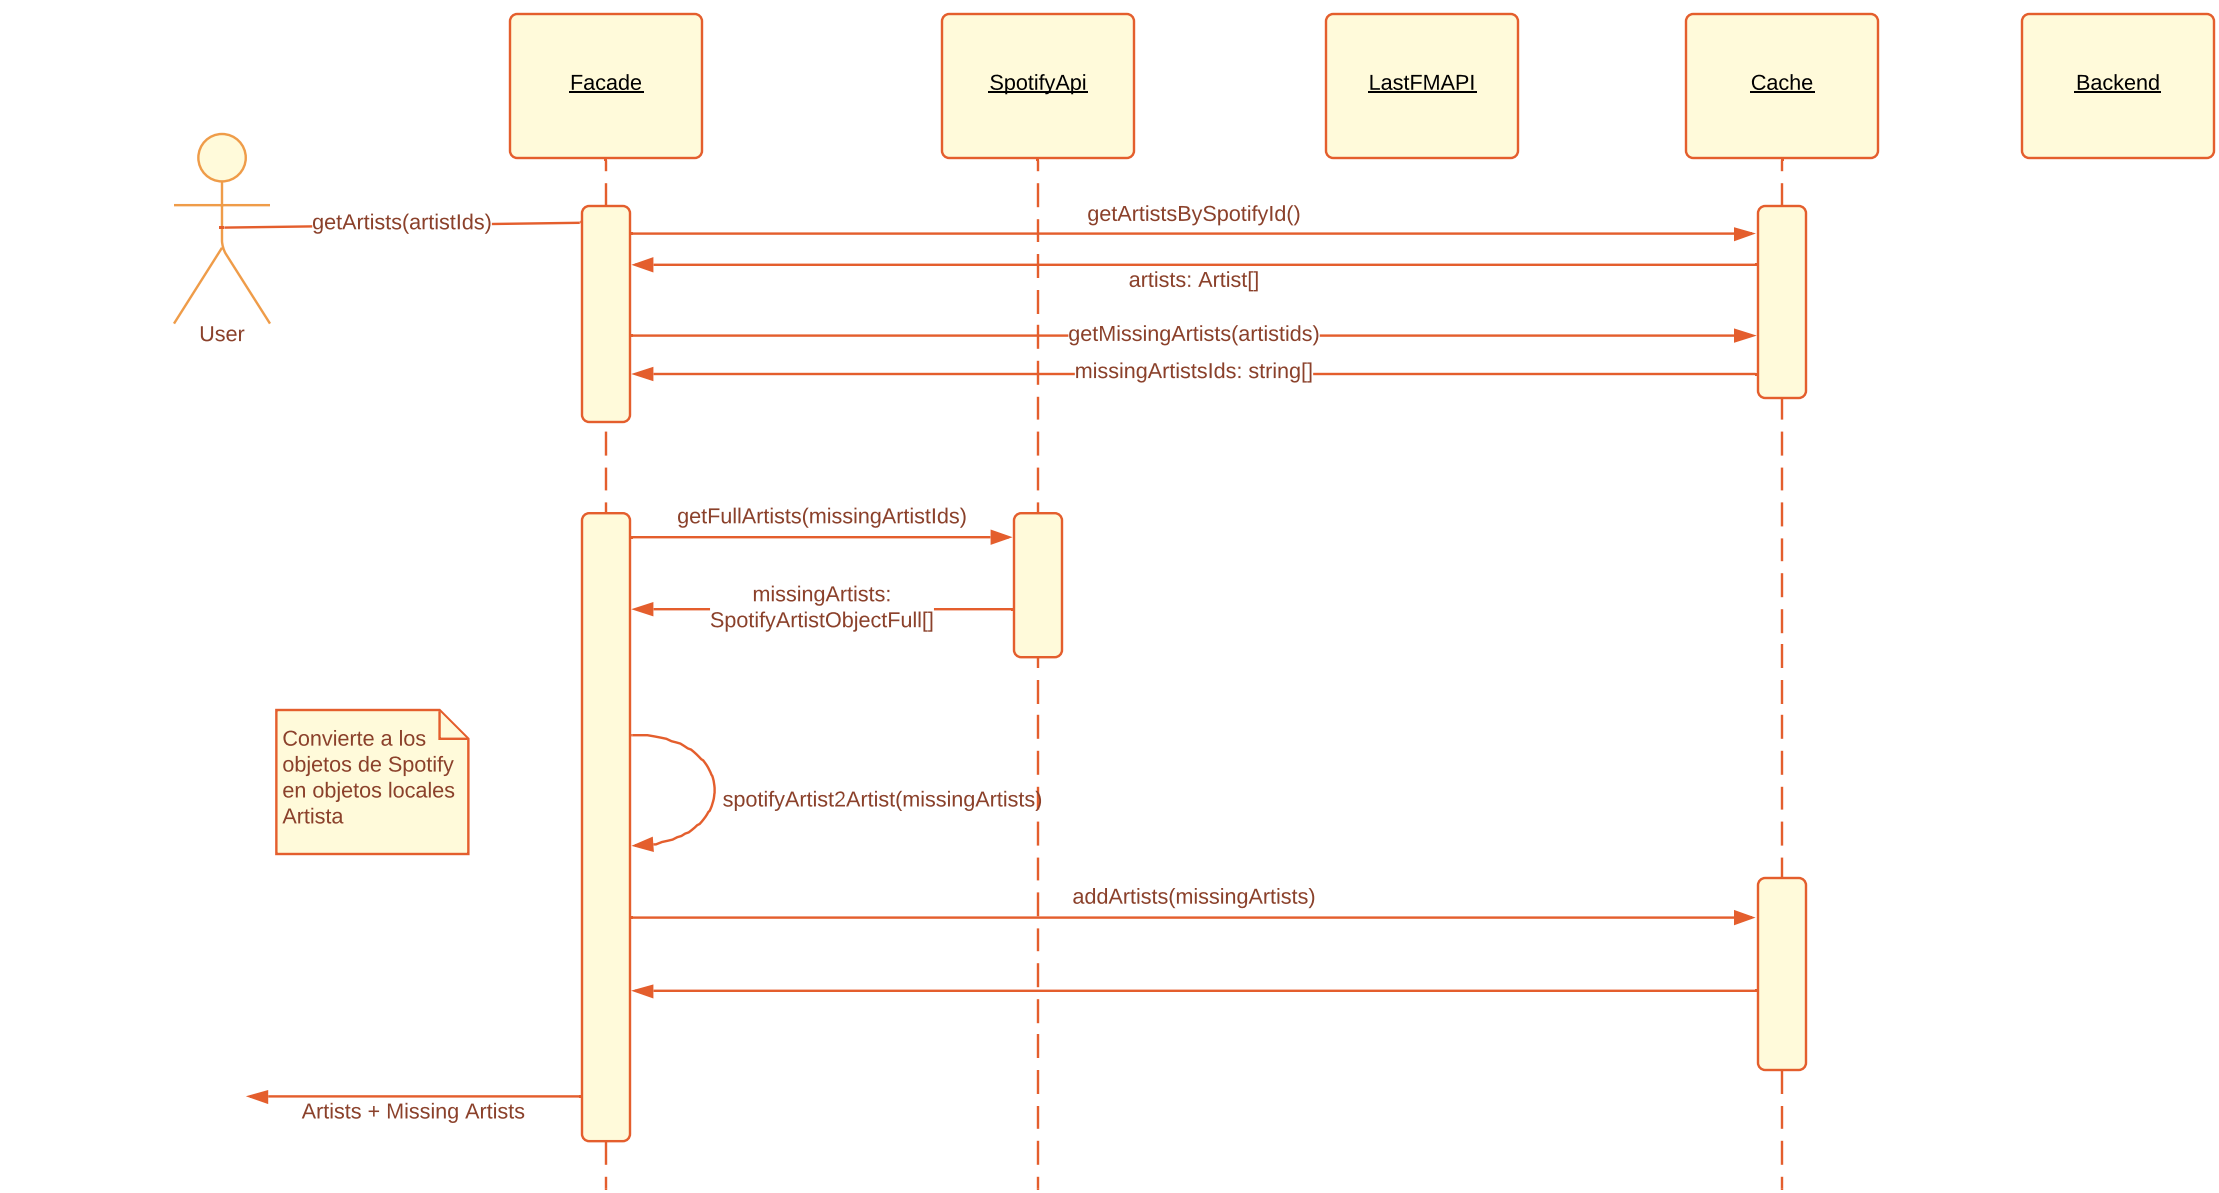 Facade
SpotifyApi
LastFMAPI
Cache
Backend
getArtists(artistIds)
getArtistsBySpotifyId()
artists: Artist[]
User
getMissingArtists(artistids)
missingArtistsIds: string[]
getFullArtists(missingArtistIds)
missingArtists:
SpotifyArtistObjectFull[]
Convierte a los
objetos de Spotify
en objetos locales
Artista
spotifyArtist2Artist(missingArtists)
addArtists(missingArtists)
Artists + Missing Artists